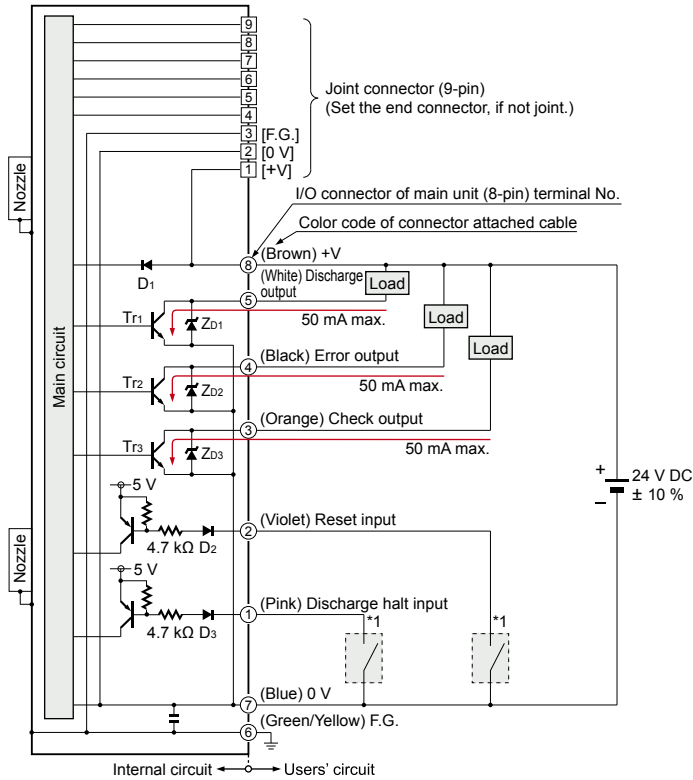 9
8
7
6
5
4
3 [F.G.]
2 [0 V]
1 [+V]
Joint connector (9-pin)
(Set the end connector, if not joint.)
I/O connector of main unit (8-pin) terminal No.
Color code of connector attached cable
Nozzle
Main circuit
D1
8 (Brown) +V
(White) Discharge
output
5
Load
Tr1
ZD1
50 mA max.
Load
4 (Black) Error output
Load
Tr2
ZD2
50 mA max.
3 (Orange) Check output
Tr3
ZD3
50 mA max.
+
24 V DC
± 10 %
−
5 V
2 (Violet) Reset input
4.7 kΩ D2
Nozzle
5 V
1 (Pink) Discharge halt input
4.7 kΩ D3
*1
*1
7 (Blue) 0 V
6 (Green/Yellow) F.G.
Internal circuit
Users' circuit